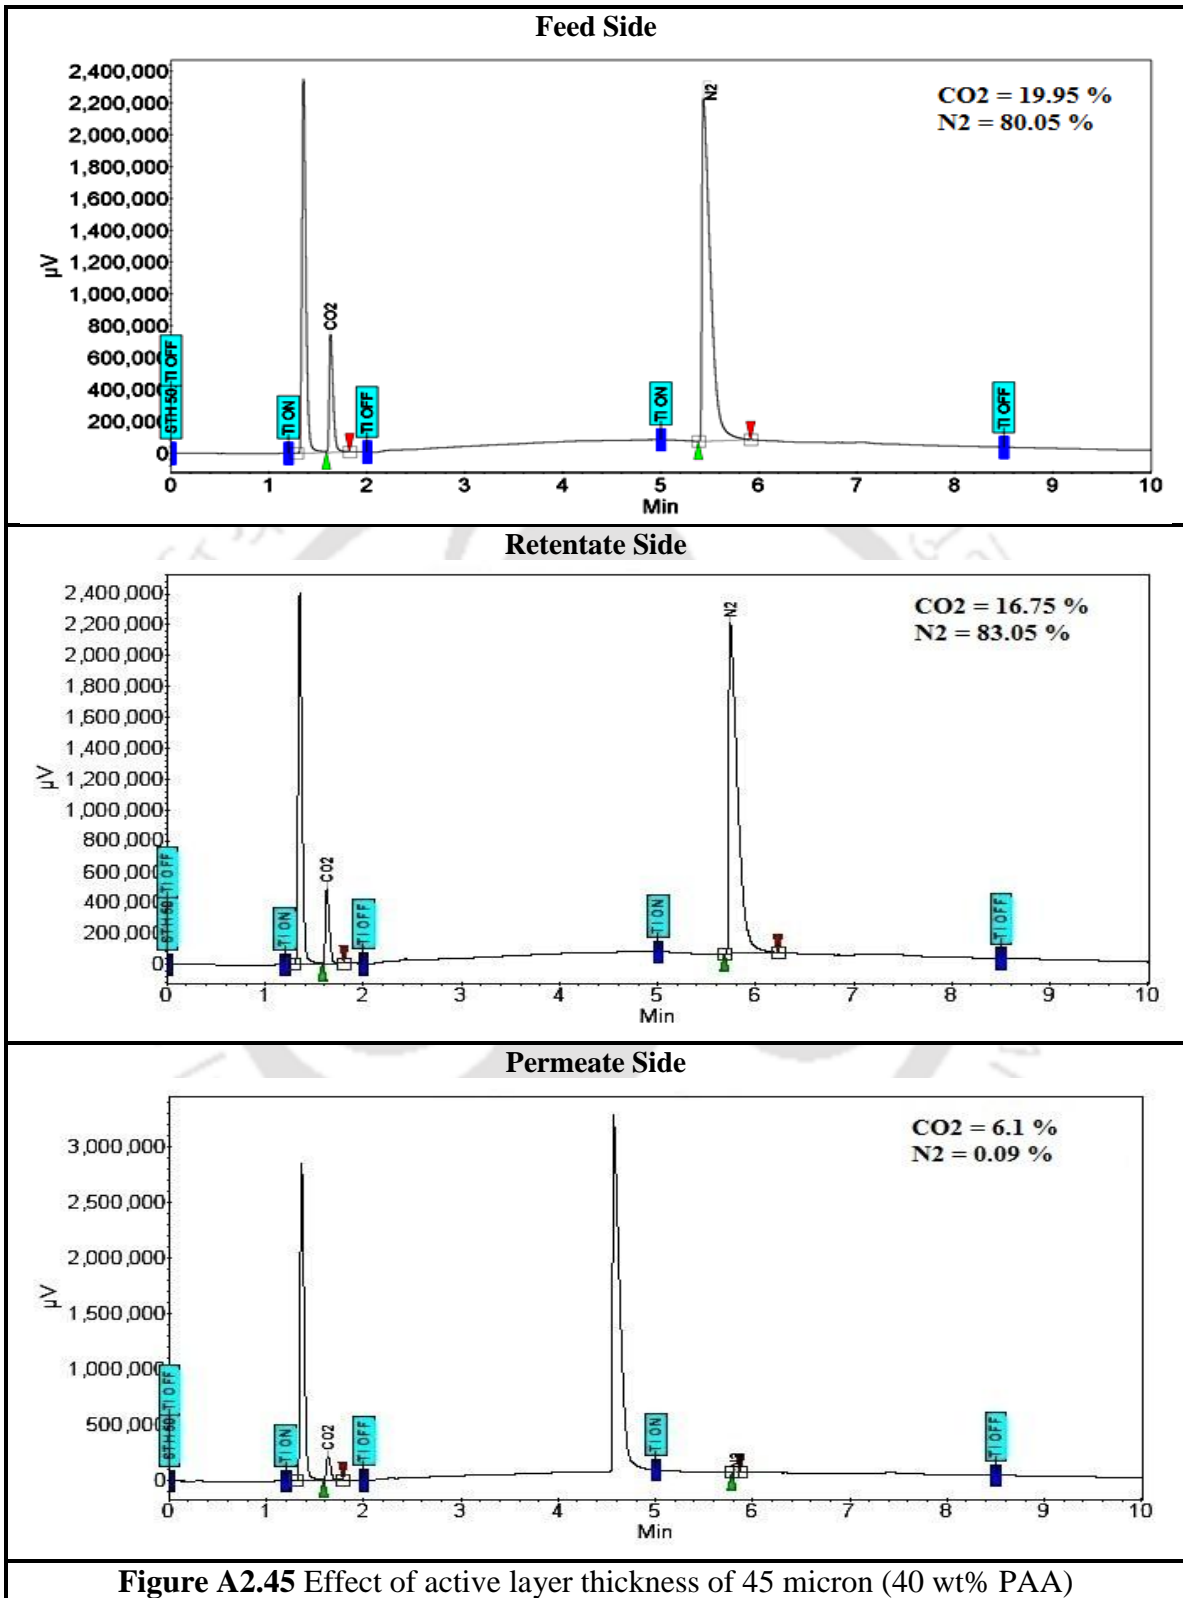 Feed Side
2,400,000
2,200,000
2,000,000
1,800,000
1,600,000
1,400,000
1,200,000
1,000,000
800,000
600,000
400,000
200,000
0
µV
STH50|-TI OFF
-TI ON
CO2
-TI OFF
-TI ON
N2
-TI OFF
CO2 = 19.95 %
N2 = 80.05 %
0 1 2 3 4 5 6 7 8 9 10
Min
Retentate Side
2,400,000
2,200,000
2,000,000
1,800,000
1,600,000
1,400,000
1,200,000
1,000,000
800,000
600,000
400,000
200,000
0
µV
STH50|-TI OFF
-TI ON
CO2
-TI OFF
-TI ON
N2
-TI OFF
CO2 = 16.75 %
N2 = 83.05 %
0 1 2 3 4 5 6 7 8 9 10
Min
Permeate Side
3,000,000
2,500,000
2,000,000
1,500,000
1,000,000
500,000
0
µV
STH50|-TI OFF
-TI ON
CO2
-TI OFF
-TI ON
N2
-TI OFF
CO2 = 6.1 %
N2 = 0.09 %
0 1 2 3 4 5 6 7 8 9 10
Min
Figure A2.45 Effect of active layer thickness of 45 micron (40 wt% PAA)